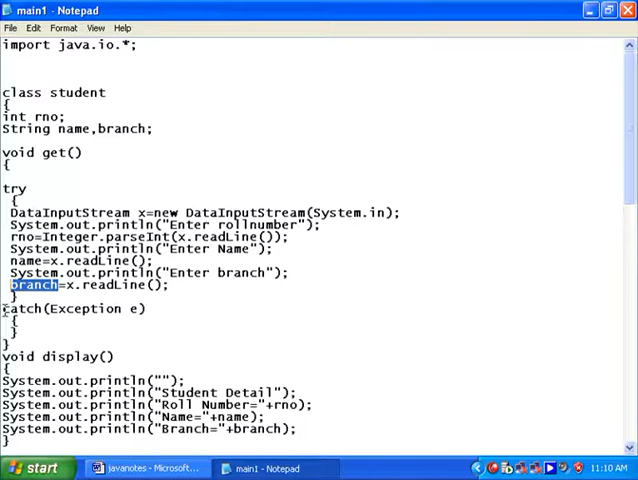 main1 - Notepad
File Edit Format View Help
import java.io.*;
class student
{
int rno;
String name,branch;
void get()
{
try
{
DataInputStream x=new DataInputStream(System.in);
System.out.println("Enter rollnumber");
rno=Integer.parseInt(x.readLine());
System.out.println("Enter Name");
name=x.readLine();
System.out.println("Enter branch");
branch=x.readLine();
}
catch(Exception e)
{
}
}
void display()
{
System.out.println("");
System.out.println("Student Detail");
System.out.println("Roll Number="+rno);
System.out.println("Name="+name);
System.out.println("Branch="+branch);
}
start javanotes - Microsoft... main1 - Notepad 11:10 AM